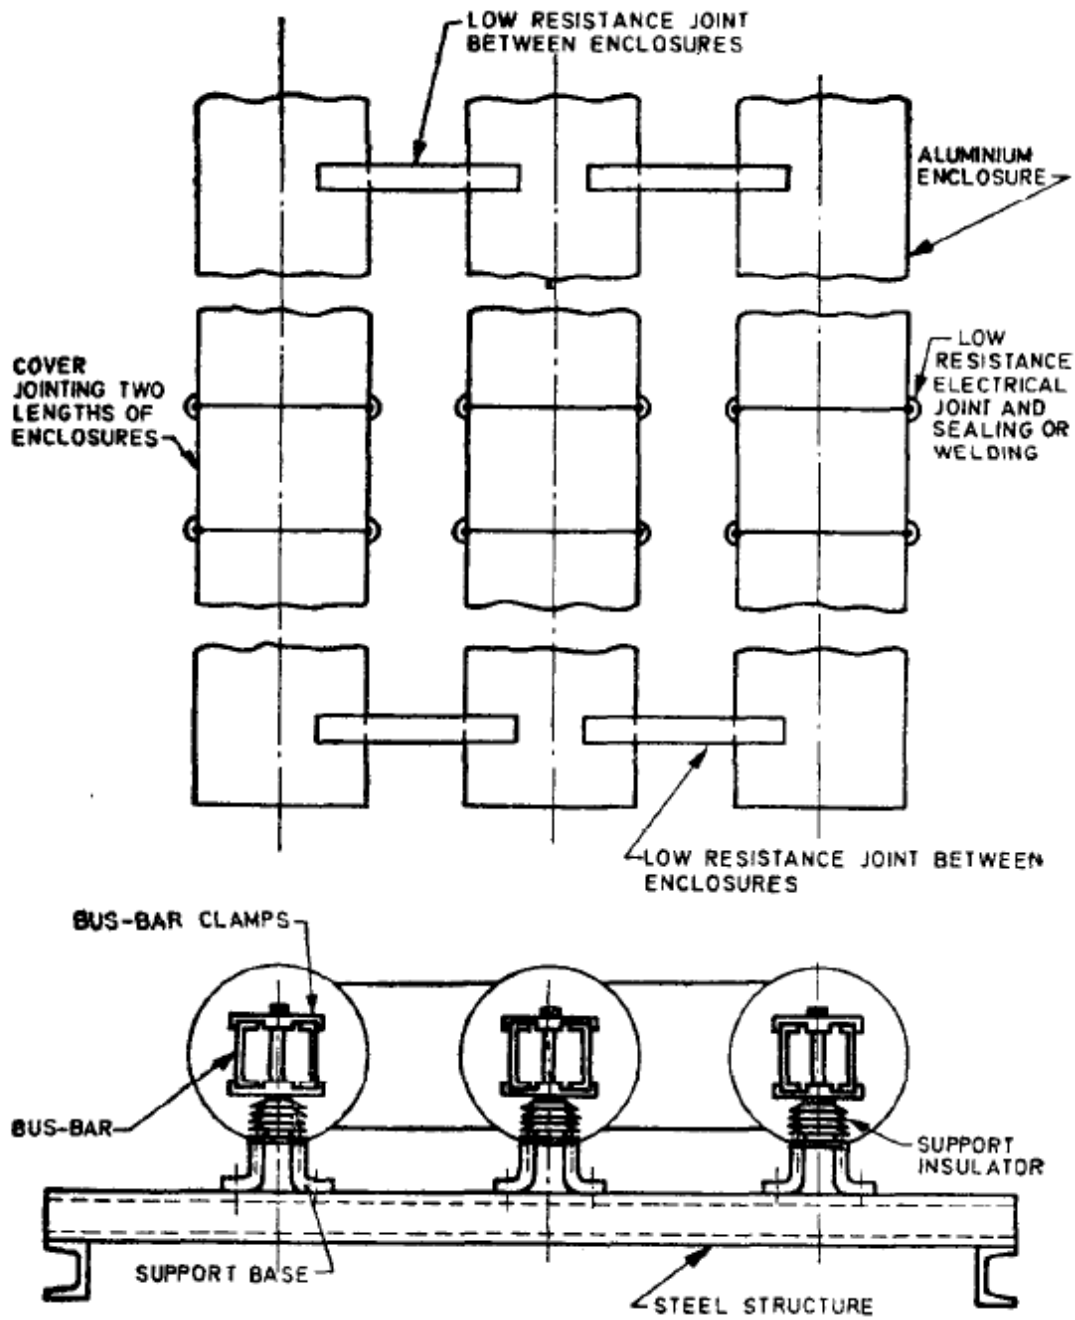 LOW RESISTANCE JOINT
BETWEEN ENCLOSURES
ALUMINIUM
ENCLOSURE
COVER
JOINTING TWO
LENGTHS OF
ENCLOSURES
LOW
RESISTANCE
ELECTRICAL
JOINT AND
SEALING OR
WELDING
LOW RESISTANCE JOINT BETWEEN
ENCLOSURES
BUS-BAR CLAMPS
BUS-BAR
SUPPORT
INSULATOR
SUPPORT BASE
STEEL STRUCTURE